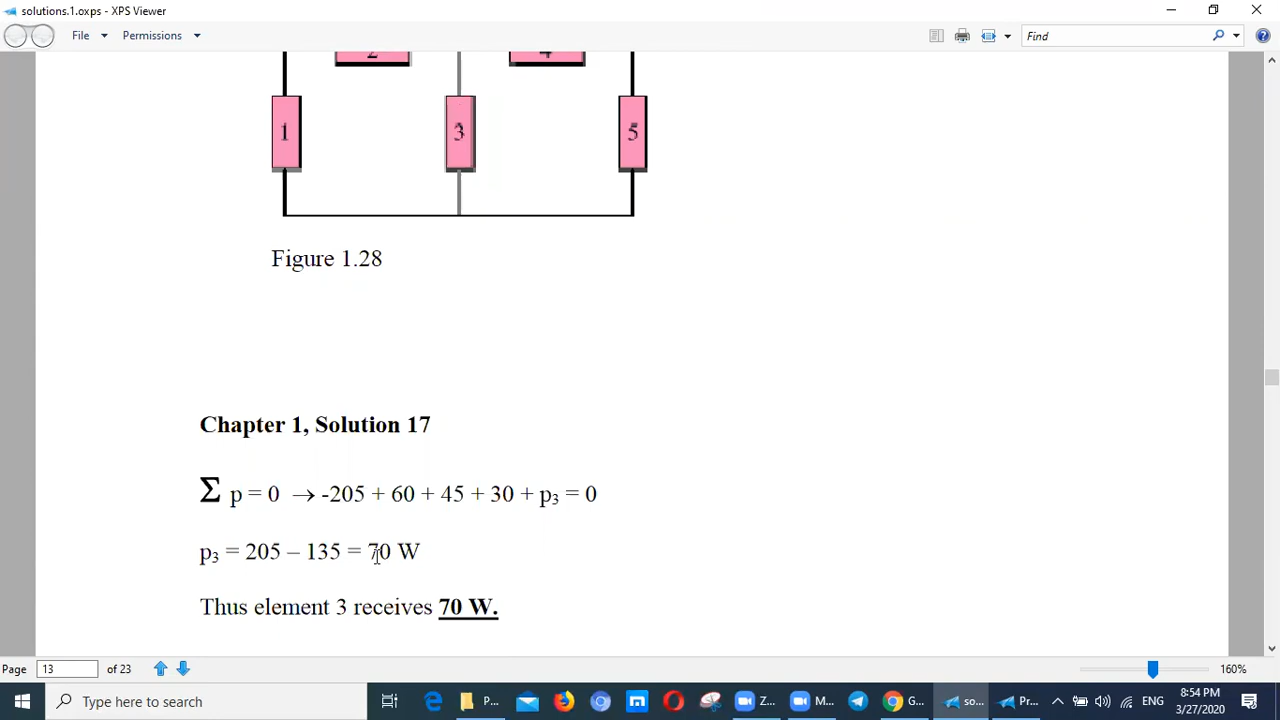 solutions.1.oxps - XPS Viewer
File Permissions Find
2 4
1 3 5
Figure 1.28
Chapter 1, Solution 17
Σ p = 0 → -205 + 60 + 45 + 30 + p₃ = 0
p₃ = 205 – 135 = 70 W
Thus element 3 receives 70 W.
Page 13 of 23 160%
Type here to search P... Z... M... G... so... Pr... ENG 8:54 PM
3/27/2020